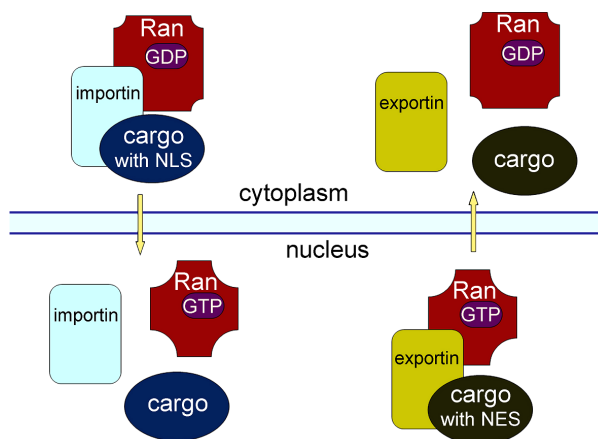 Ran
GDP
importin
cargo
with NLS
Ran
GDP
exportin
cargo
cytoplasm
nucleus
Ran
GTP
importin
cargo
Ran
GTP
exportin
cargo
with NES